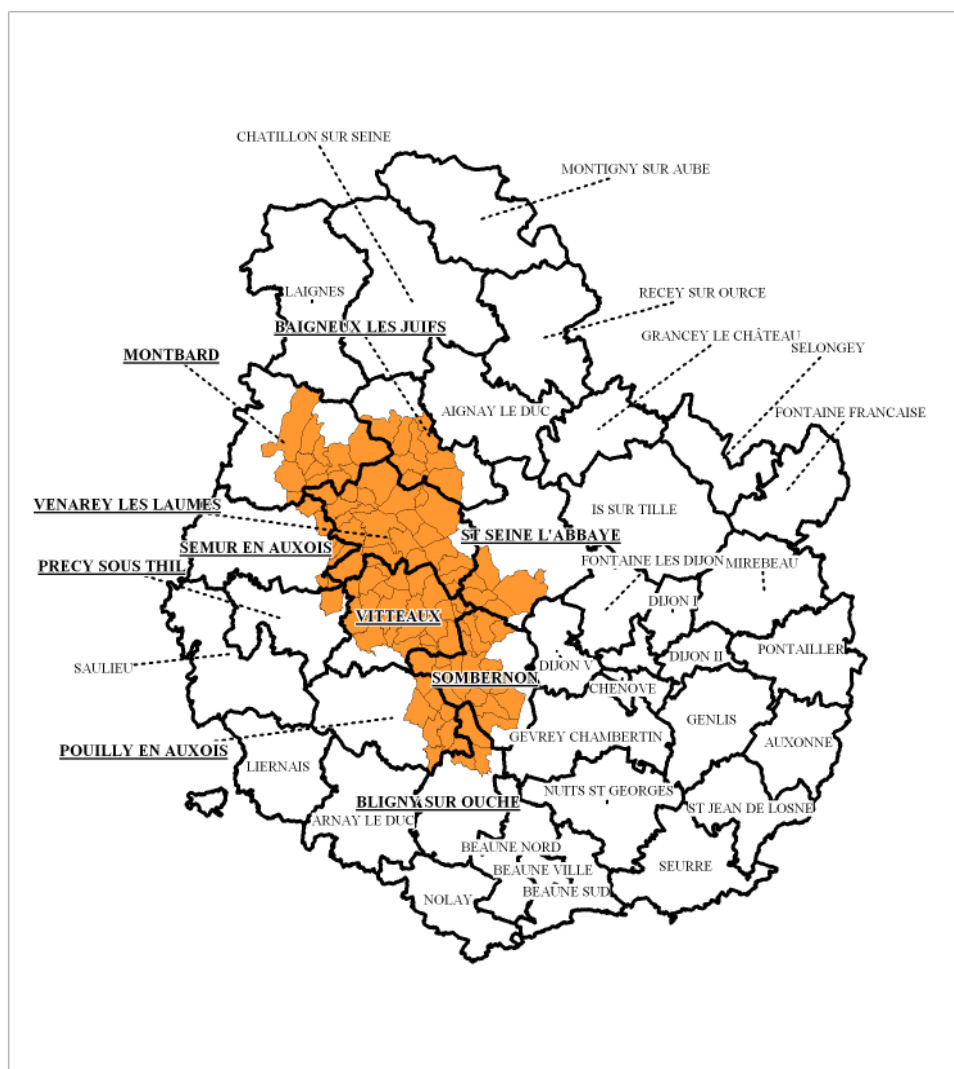 CHATILLON SUR SEINE
MONTIGNY SUR AUBE
LAIGNES
RECEY SUR OURCE
BAIGNEUX LES JUIFS
GRANCEY LE CHÂTEAU
MONTBARD
SELONGEY
AIGNAY LE DUC
FONTAINE FRANCAISE
VENAREY LES LAUMES
IS SUR TILLE
ST SEINE L'ABBAYE
SEMUR EN AUXOIS
FONTAINE LES DIJON
MIREBEAU
PRECY SOUS THIL
DIJON I
VITTEAUX
PONTAILLER
DIJON II
SAULIEU
DIJON V
SOMBERNON
CHENOVE
GENLIS
GEVREY CHAMBERTIN
AUXONNE
POUILLY EN AUXOIS
LIERNAIS
NUITS ST GEORGES
BLIGNY SUR OUCHE
ST JEAN DE LOSNE
ARNAY LE DUC
BEAUNE NORD
SEURRE
BEAUNE VILLE
BEAUNE SUD
NOLAY